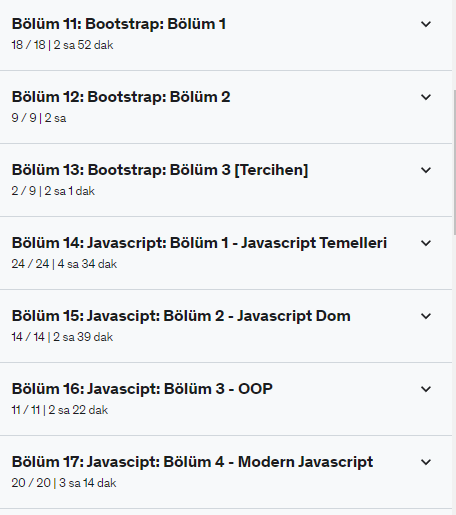 Bölüm 11: Bootstrap: Bölüm 1
18 / 18 | 2 sa 52 dak
Bölüm 12: Bootstrap: Bölüm 2
9 / 9 | 2 sa
Bölüm 13: Bootstrap: Bölüm 3 [Tercihen]
2 / 9 | 2 sa 1 dak
Bölüm 14: Javascript: Bölüm 1 - Javascript Temelleri
24 / 24 | 4 sa 34 dak
Bölüm 15: Javascipt: Bölüm 2 - Javascript Dom
14 / 14 | 2 sa 39 dak
Bölüm 16: Javascipt: Bölüm 3 - OOP
11 / 11 | 2 sa 22 dak
Bölüm 17: Javascipt: Bölüm 4 - Modern Javascript
20 / 20 | 3 sa 14 dak